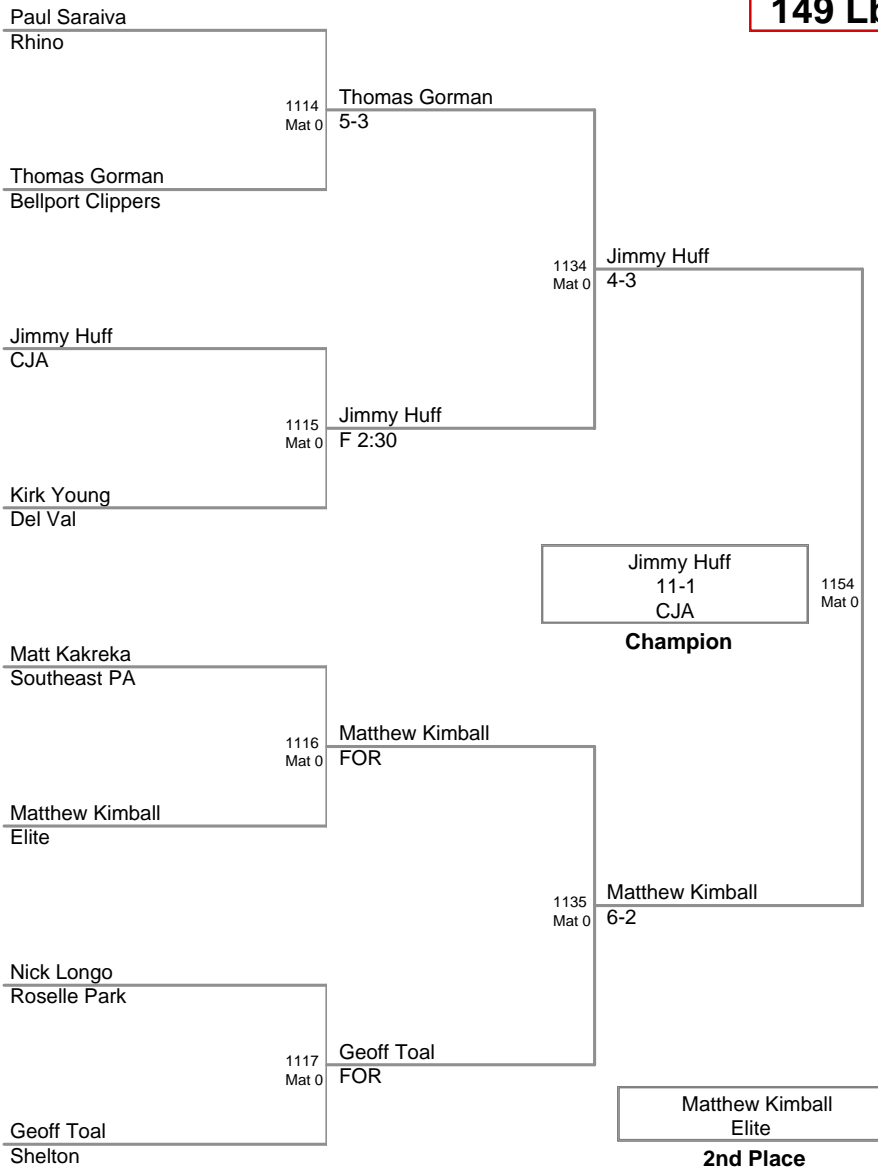 149 Lb
Paul Saraiva
Rhino
1114
Mat 0
Thomas Gorman
5-3
Thomas Gorman
Bellport Clippers
1134
Mat 0
Jimmy Huff
4-3
Jimmy Huff
CJA
1115
Mat 0
Jimmy Huff
F 2:30
Kirk Young
Del Val
Jimmy Huff
11-1
CJA
Champion
1154
Mat 0
Matt Kakreka
Southeast PA
1116
Mat 0
Matthew Kimball
FOR
Matthew Kimball
Elite
1135
Mat 0
Matthew Kimball
6-2
Nick Longo
Roselle Park
1117
Mat 0
Geoff Toal
FOR
Geoff Toal
Shelton
Matthew Kimball
Elite
2nd Place